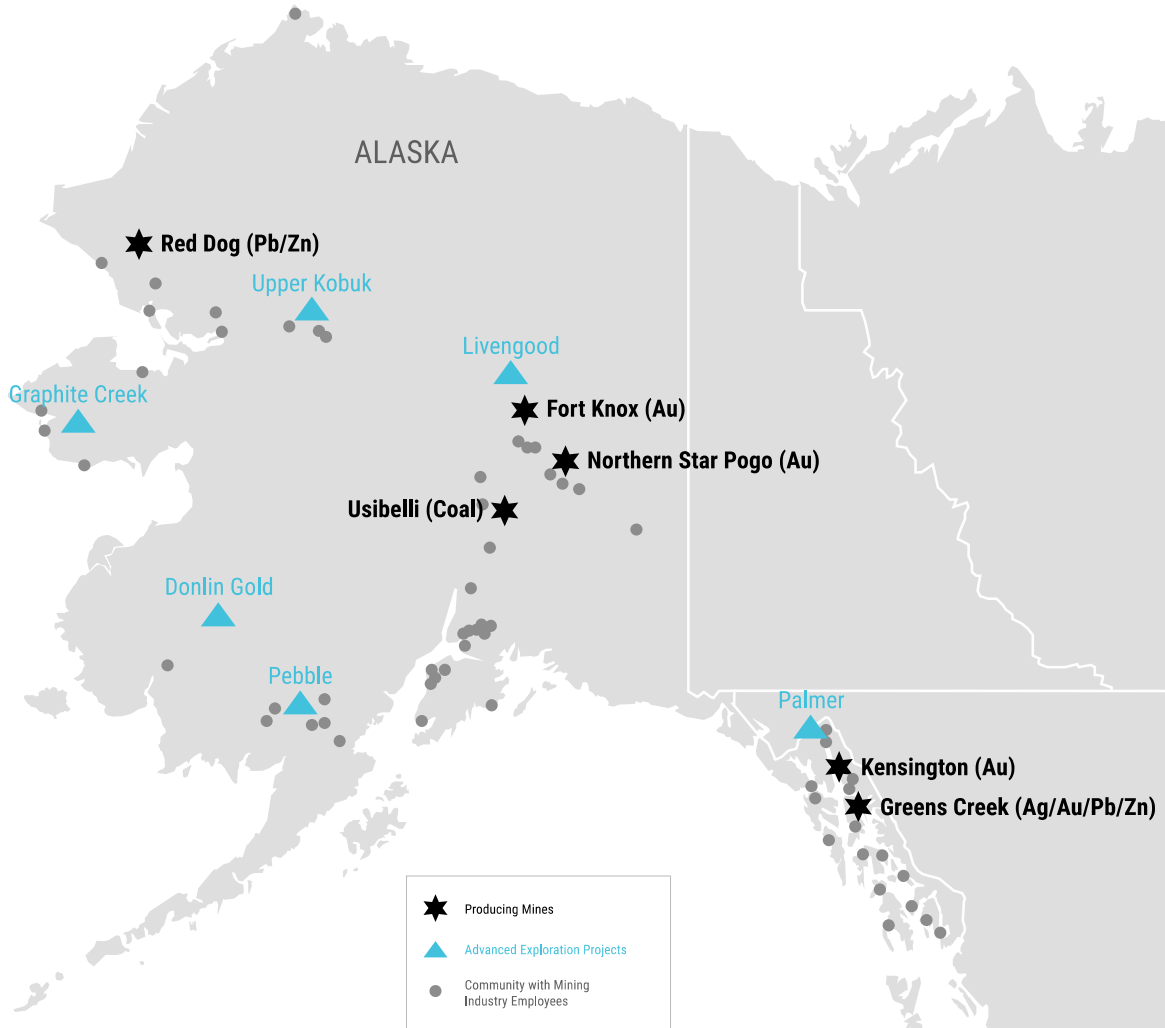 ALASKA
Red Dog (Pb/Zn)
Upper Kobuk
Livengood
Graphite Creek
Fort Knox (Au)
Northern Star Pogo (Au)
Usibelli (Coal)
Donlin Gold
Pebble
Palmer
Kensington (Au)
Greens Creek (Ag/Au/Pb/Zn)
Producing Mines
Advanced Exploration Projects
Community with Mining
Industry Employees